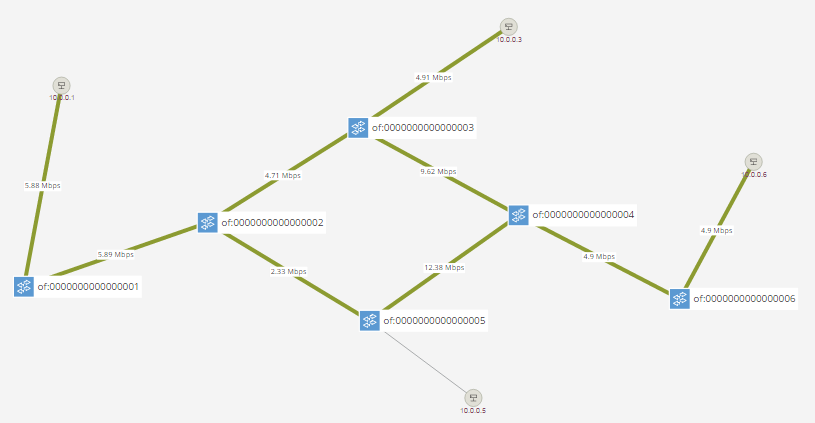 10.0.0.3
4.91 Mbps
10.0.0.1
of:0000000000000003
10.0.0.6
4.71 Mbps
9.62 Mbps
5.88 Mbps
of:0000000000000002
of:0000000000000004
4.9 Mbps
5.89 Mbps
4.9 Mbps
2.33 Mbps
12.38 Mbps
of:0000000000000001
of:0000000000000006
of:0000000000000005
10.0.0.5